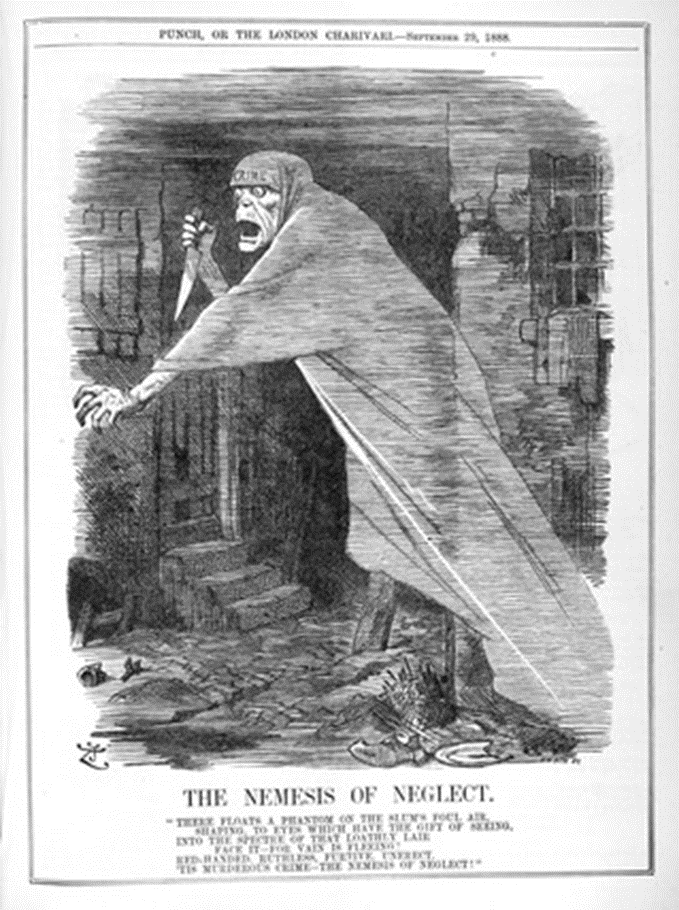 PUNCH, OR THE LONDON CHARIVARI.—SEPTEMBER 29, 1888.
CRIME
THE NEMESIS OF NEGLECT.
"THERE FLOATS A PHANTOM ON THE SLUM'S FOUL AIR,
SHAPING, TO EYES WHICH HAVE THE GIFT OF SEEING,
INTO THE SPECTRE OF THAT LOATHLY LAIR.
FACE IT—FOR VAIN IS FLEEING!
RED-HANDED, RUTHLESS, FURTIVE, UNERECT,
'TIS MURDEROUS CRIME—THE NEMESIS OF NEGLECT!"